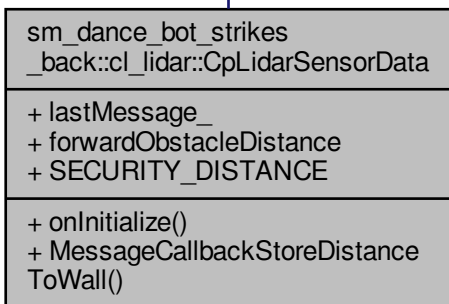 sm_dance_bot_strikes
_back::cl_lidar::CpLidarSensorData
+ lastMessage_
+ forwardObstacleDistance
+ SECURITY_DISTANCE
+ onInitialize()
+ MessageCallbackStoreDistance
ToWall()